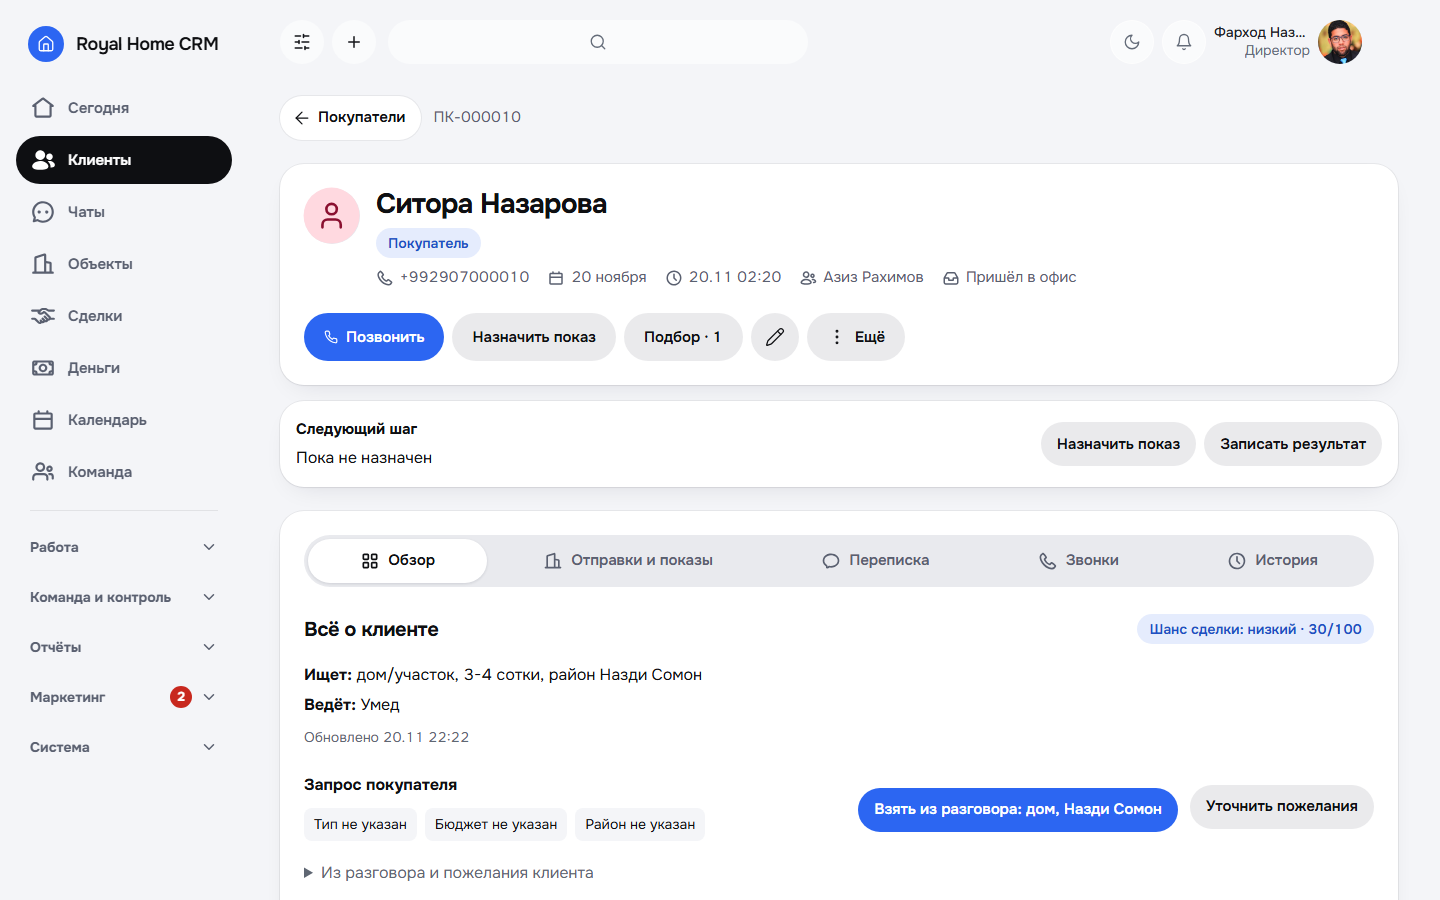 Royal Home CRM
Фарход Наз...
Директор
Сегодня
Клиенты
Чаты
Объекты
Сделки
Деньги
Календарь
Команда
Работа
Команда и контроль
Отчёты
Маркетинг 2
Система
Покупатели ПК-000010
Ситора Назарова
Покупатель
+992907000010 20 ноября 20.11 02:20 Азиз Рахимов Пришёл в офис
Позвонить Назначить показ Подбор · 1 Ещё
Следующий шаг
Пока не назначен
Назначить показ Записать результат
Обзор Отправки и показы Переписка Звонки История
Всё о клиенте Шанс сделки: низкий · 30/100
Ищет: дом/участок, 3-4 сотки, район Назди Сомон
Ведёт: Умед
Обновлено 20.11 22:22
Запрос покупателя
Тип не указан Бюджет не указан Район не указан
Взять из разговора: дом, Назди Сомон Уточнить пожелания
Из разговора и пожелания клиента